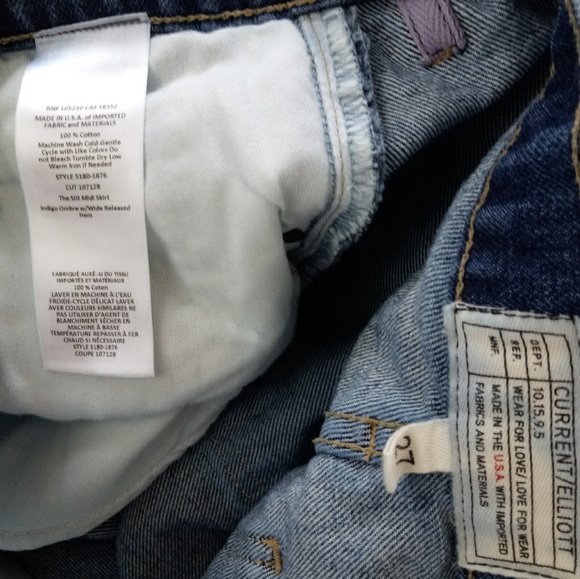 RN# 105230 CA# 38350
MADE IN U.S.A. of IMPORTED
FABRIC and MATERIALS
100 % Cotton
Machine Wash Cold-Gentle
Cycle with Like Colors Do
not Bleach Tumble Dry Low
Warm Iron if Needed
STYLE 5180-1876
CUT 107128
The Slit Midi Skirt
Indigo Ombre w/Wide Released
Hem
FABRIQUÉ AUXÉ.-U DU TISSU
IMPORTÉS ET MATÉRIAUX
100 % Coton
LAVER EN MACHINE À L'EAU
FROIDE-CYCLE DÉLICAT LAVER
AVER COULEURS SIMILAIRES NE
PAS UTILISER D'AGENT DE
BLANCHIMENT SÉCHER EN
MACHINE À BASSE
TEMPÉRATURE REPASSER À FER
CHAUD SI NÉCESSAIRE
STYLE 5180-1876
COUPE 107128
27
CURRENT/ELLIOTT
DEPT. 10.15.9.5
REF. WEAR FOR LOVE/LOVE FOR WEAR
MNF. MADE IN THE U.S.A. WITH IMPORTED
FABRICS AND MATERIALS